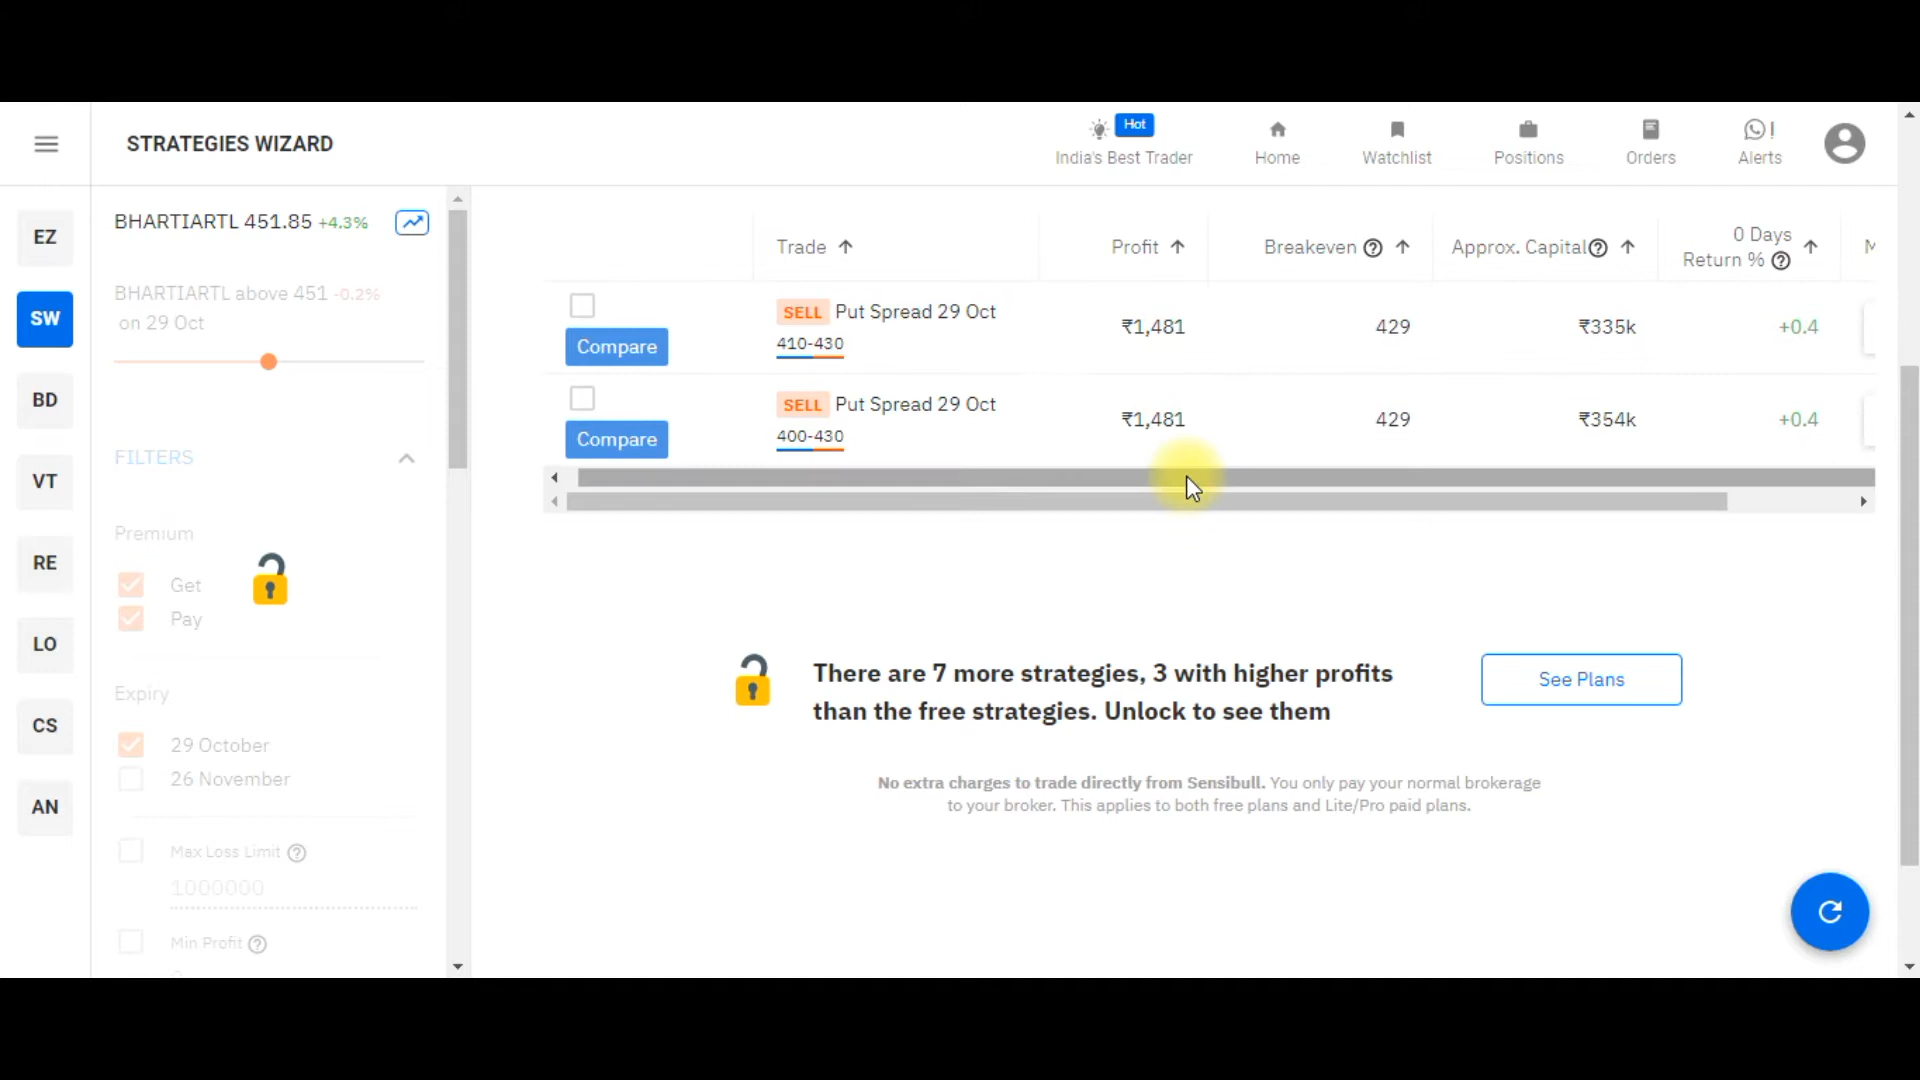 STRATEGIES WIZARD
Hot
India's Best Trader
Home
Watchlist
Positions
Orders
!
Alerts
EZ
SW
BD
VT
RE
LO
CS
AN
BHARTIARTL 451.85 +4.3%
BHARTIARTL above 451 -0.2%
on 29 Oct
FILTERS
Premium
Get
Pay
Expiry
29 October
26 November
Max Loss Limit ?
1000000
Min Profit ?
Trade
Profit
Breakeven ?
Approx. Capital ?
0 Days
Return % ?
SELL Put Spread 29 Oct
410-430
Compare
₹1,481
429
₹335k
+0.4
SELL Put Spread 29 Oct
400-430
Compare
₹1,481
429
₹354k
+0.4
There are 7 more strategies, 3 with higher profits
than the free strategies. Unlock to see them
See Plans
No extra charges to trade directly from Sensibull. You only pay your normal brokerage
to your broker. This applies to both free plans and Lite/Pro paid plans.